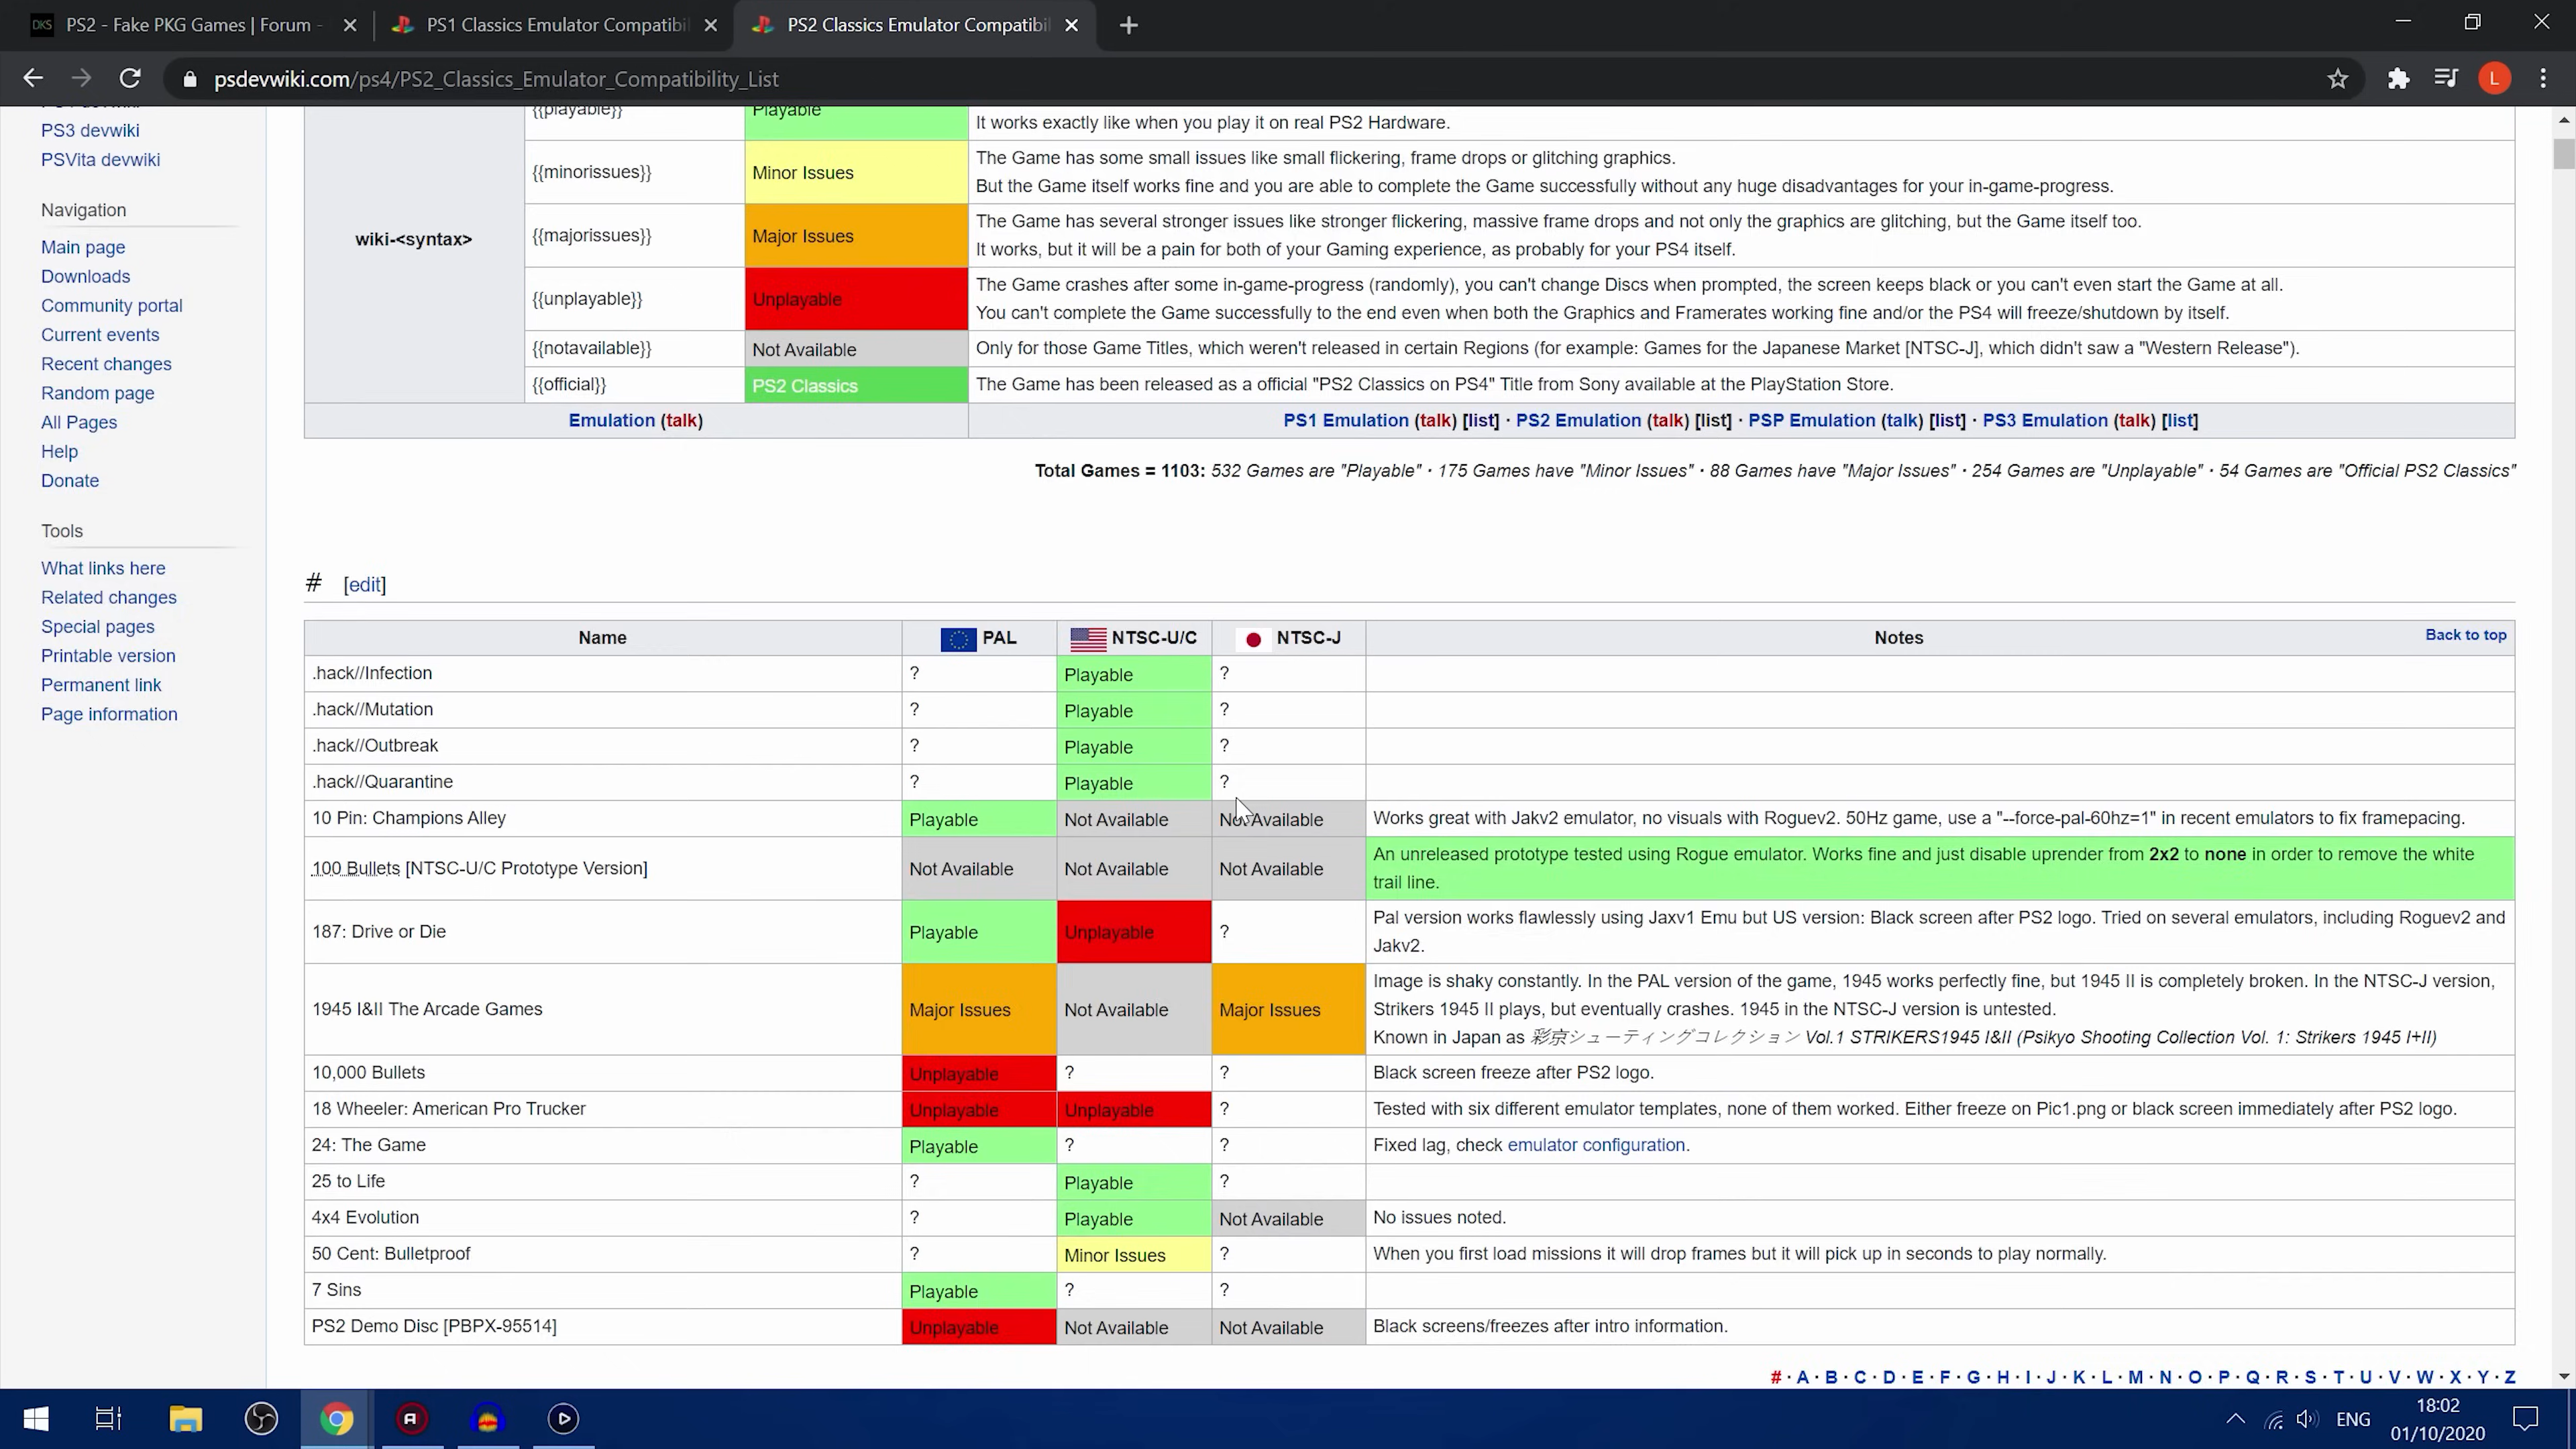 PS2 - Fake PKG Games | Forum -
PS1 Classics Emulator Compatibil
PS2 Classics Emulator Compatibil
psdevwiki.com/ps4/PS2_Classics_Emulator_Compatibility_List
L
PS3 devwiki
PSVita devwiki
Navigation
Main page
Downloads
Community portal
Current events
Recent changes
Random page
All Pages
Help
Donate
Tools
What links here
Related changes
Special pages
Printable version
Permanent link
Page information
wiki-<syntax>
{{playable}} Playable It works exactly like when you play it on real PS2 Hardware.
{{minorissues}} Minor Issues The Game has some small issues like small flickering, frame drops or glitching graphics.
But the Game itself works fine and you are able to complete the Game successfully without any huge disadvantages for your in-game-progress.
{{majorissues}} Major Issues The Game has several stronger issues like stronger flickering, massive frame drops and not only the graphics are glitching, but the Game itself too.
It works, but it will be a pain for both of your Gaming experience, as probably for your PS4 itself.
{{unplayable}} Unplayable The Game crashes after some in-game-progress (randomly), you can't change Discs when prompted, the screen keeps black or you can't even start the Game at all.
You can't complete the Game successfully to the end even when both the Graphics and Framerates working fine and/or the PS4 will freeze/shutdown by itself.
{{notavailable}} Not Available Only for those Game Titles, which weren't released in certain Regions (for example: Games for the Japanese Market [NTSC-J], which didn't saw a "Western Release").
{{official}} PS2 Classics The Game has been released as a official "PS2 Classics on PS4" Title from Sony available at the PlayStation Store.
Emulation (talk) PS1 Emulation (talk) [list] · PS2 Emulation (talk) [list] · PSP Emulation (talk) [list] · PS3 Emulation (talk) [list]
Total Games = 1103: 532 Games are "Playable" · 175 Games have "Minor Issues" · 88 Games have "Major Issues" · 254 Games are "Unplayable" · 54 Games are "Official PS2 Classics"
# [edit]
Name PAL NTSC-U/C NTSC-J Notes Back to top
.hack//Infection ? Playable ?
.hack//Mutation ? Playable ?
.hack//Outbreak ? Playable ?
.hack//Quarantine ? Playable ?
10 Pin: Champions Alley Playable Not Available Not Available Works great with Jakv2 emulator, no visuals with Roguev2. 50Hz game, use a "--force-pal-60hz=1" in recent emulators to fix framepacing.
100 Bullets [NTSC-U/C Prototype Version] Not Available Not Available Not Available An unreleased prototype tested using Rogue emulator. Works fine and just disable uprender from 2x2 to none in order to remove the white
trail line.
187: Drive or Die Playable Unplayable ? Pal version works flawlessly using Jaxv1 Emu but US version: Black screen after PS2 logo. Tried on several emulators, including Roguev2 and
Jakv2.
1945 I&II The Arcade Games Major Issues Not Available Major Issues Image is shaky constantly. In the PAL version of the game, 1945 works perfectly fine, but 1945 II is completely broken. In the NTSC-J version,
Strikers 1945 II plays, but eventually crashes. 1945 in the NTSC-J version is untested.
Known in Japan as 彩京シューティングコレクション Vol.1 STRIKERS1945 I&II (Psikyo Shooting Collection Vol. 1: Strikers 1945 I+II)
10,000 Bullets Unplayable ? ? Black screen freeze after PS2 logo.
18 Wheeler: American Pro Trucker Unplayable Unplayable ? Tested with six different emulator templates, none of them worked. Either freeze on Pic1.png or black screen immediately after PS2 logo.
24: The Game Playable ? ? Fixed lag, check emulator configuration.
25 to Life ? Playable ?
4x4 Evolution ? Playable Not Available No issues noted.
50 Cent: Bulletproof ? Minor Issues ? When you first load missions it will drop frames but it will pick up in seconds to play normally.
7 Sins Playable ? ?
PS2 Demo Disc [PBPX-95514] Unplayable Not Available Not Available Black screens/freezes after intro information.
# · A · B · C · D · E · F · G · H · I · J · K · L · M · N · O · P · Q · R · S · T · U · V · W · X · Y · Z
ENG
18:02
01/10/2020